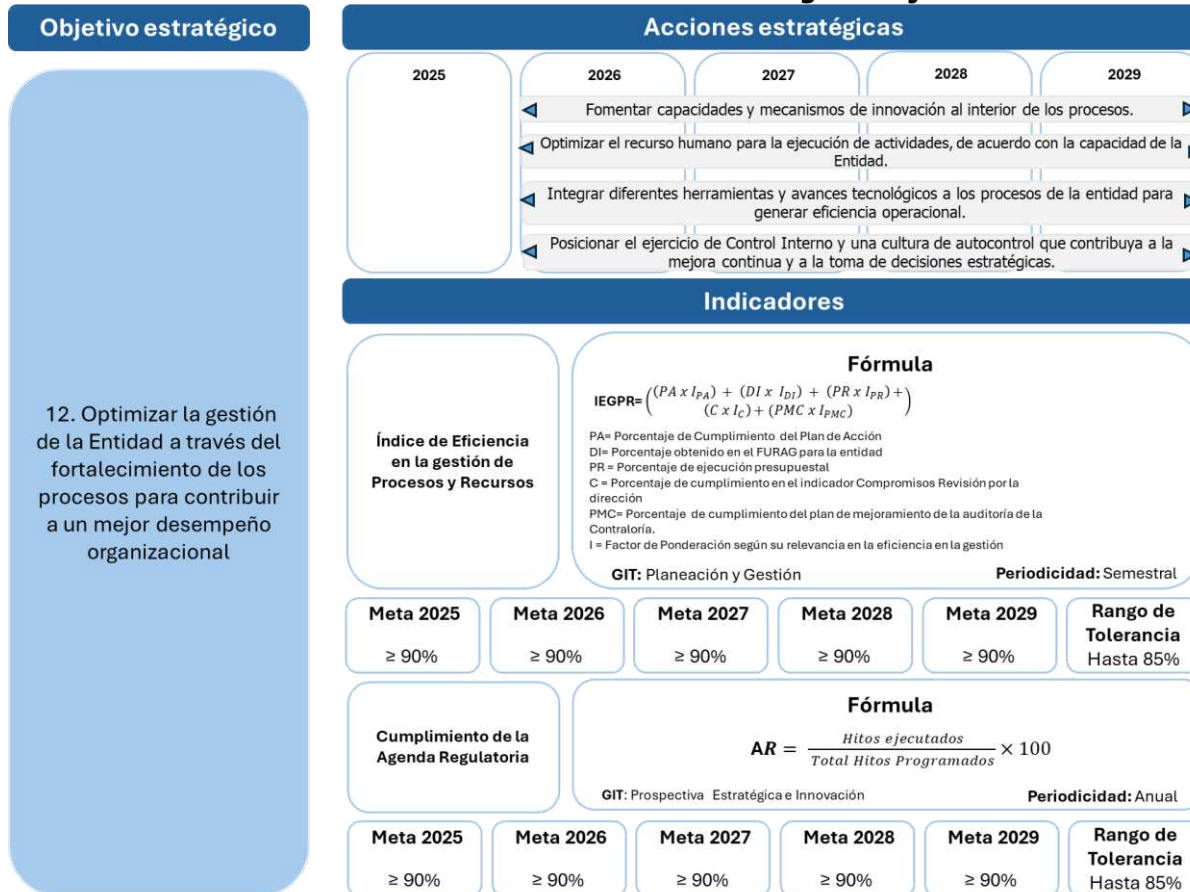 Objetivo estratégico
12. Optimizar la gestión
de la Entidad a través del
fortalecimiento de los
procesos para contribuir
a un mejor desempeño
organizacional
Acciones estratégicas
2025 2026 2027 2028 2029
Fomentar capacidades y mecanismos de innovación al interior de los procesos.
Optimizar el recurso humano para la ejecución de actividades, de acuerdo con la capacidad de la
Entidad.
Integrar diferentes herramientas y avances tecnológicos a los procesos de la entidad para
generar eficiencia operacional.
Posicionar el ejercicio de Control Interno y una cultura de autocontrol que contribuya a la
mejora continua y a la toma de decisiones estratégicas.
Indicadores
Índice de Eficiencia
en la gestión de
Procesos y Recursos
Fórmula
IEGPR= ((PA x I_PA) + (DI x I_DI) + (PR x I_PR) +
(C x I_C) + (PMC x I_PMC))
PA= Porcentaje de Cumplimiento del Plan de Acción
DI= Porcentaje obtenido en el FURAG para la entidad
PR = Porcentaje de ejecución presupuestal
C = Porcentaje de cumplimiento en el indicador Compromisos Revisión por la
dirección
PMC= Porcentaje de cumplimiento del plan de mejoramiento de la auditoría de la
Contraloría.
I = Factor de Ponderación según su relevancia en la eficiencia en la gestión
GIT: Planeación y Gestión Periodicidad: Semestral
Meta 2025 Meta 2026 Meta 2027 Meta 2028 Meta 2029 Rango de
Tolerancia
≥ 90% ≥ 90% ≥ 90% ≥ 90% ≥ 90% Hasta 85%
Cumplimiento de la
Agenda Regulatoria
Fórmula
AR = Hitos ejecutados / Total Hitos Programados × 100
GIT: Prospectiva Estratégica e Innovación Periodicidad: Anual
Meta 2025 Meta 2026 Meta 2027 Meta 2028 Meta 2029 Rango de
Tolerancia
≥ 90% ≥ 90% ≥ 90% ≥ 90% ≥ 90% Hasta 85%